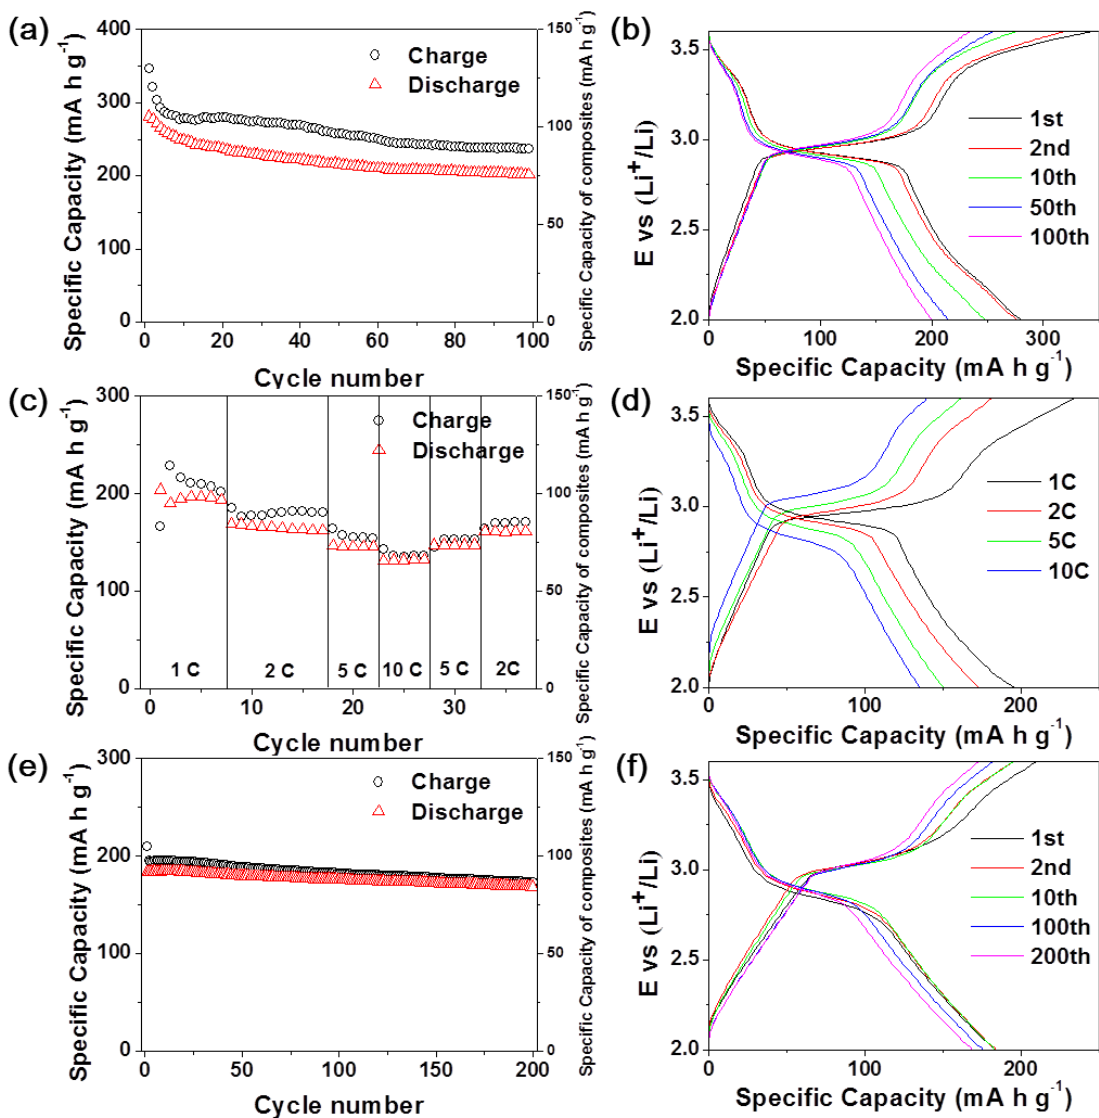 (a)
400
300
200
100
0
Specific Capacity (mA h g-1)
150
100
50
0
Specific Capacity of composites (mA h g-1)
Charge
Discharge
0 20 40 60 80 100
Cycle number
(b)
3.5
3.0
2.5
2.0
E vs (Li+/Li)
1st
2nd
10th
50th
100th
0 100 200 300
Specific Capacity (mA h g-1)
(c)
300
200
100
0
Specific Capacity (mA h g-1)
150
100
50
0
Specific Capacity of composites (mA h g-1)
Charge
Discharge
1 C 2 C 5 C 10 C 5 C 2C
0 10 20 30
Cycle number
(d)
3.5
3.0
2.5
2.0
E vs (Li+/Li)
1C
2C
5C
10C
0 100 200
Specific Capacity (mA h g-1)
(e)
300
200
100
0
Specific Capacity (mA h g-1)
150
100
50
0
Specific Capacity of composites (mA h g-1)
Charge
Discharge
0 50 100 150 200
Cycle number
(f)
3.5
3.0
2.5
2.0
E vs (Li+/Li)
1st
2nd
10th
100th
200th
0 100 200
Specific Capacity (mA h g-1)